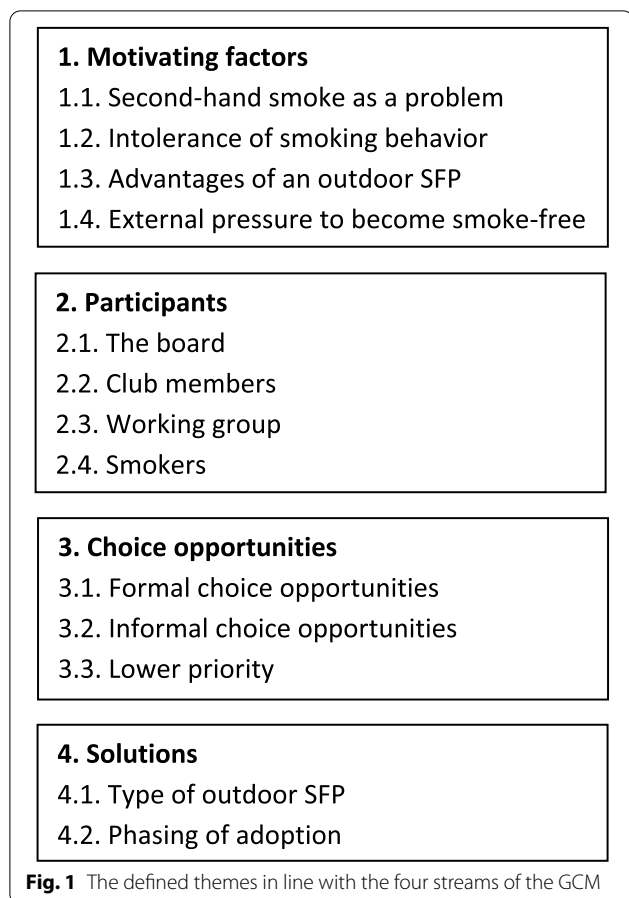 1. Motivating factors
1.1. Second-hand smoke as a problem
1.2. Intolerance of smoking behavior
1.3. Advantages of an outdoor SFP
1.4. External pressure to become smoke-free
2. Participants
2.1. The board
2.2. Club members
2.3. Working group
2.4. Smokers
3. Choice opportunities
3.1. Formal choice opportunities
3.2. Informal choice opportunities
3.3. Lower priority
4. Solutions
4.1. Type of outdoor SFP
4.2. Phasing of adoption
Fig. 1 The defined themes in line with the four streams of the GCM